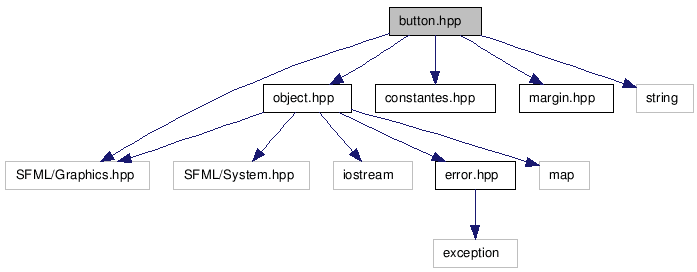 button.hpp
object.hpp
constantes.hpp
margin.hpp
string
SFML/Graphics.hpp
SFML/System.hpp
iostream
error.hpp
map
exception